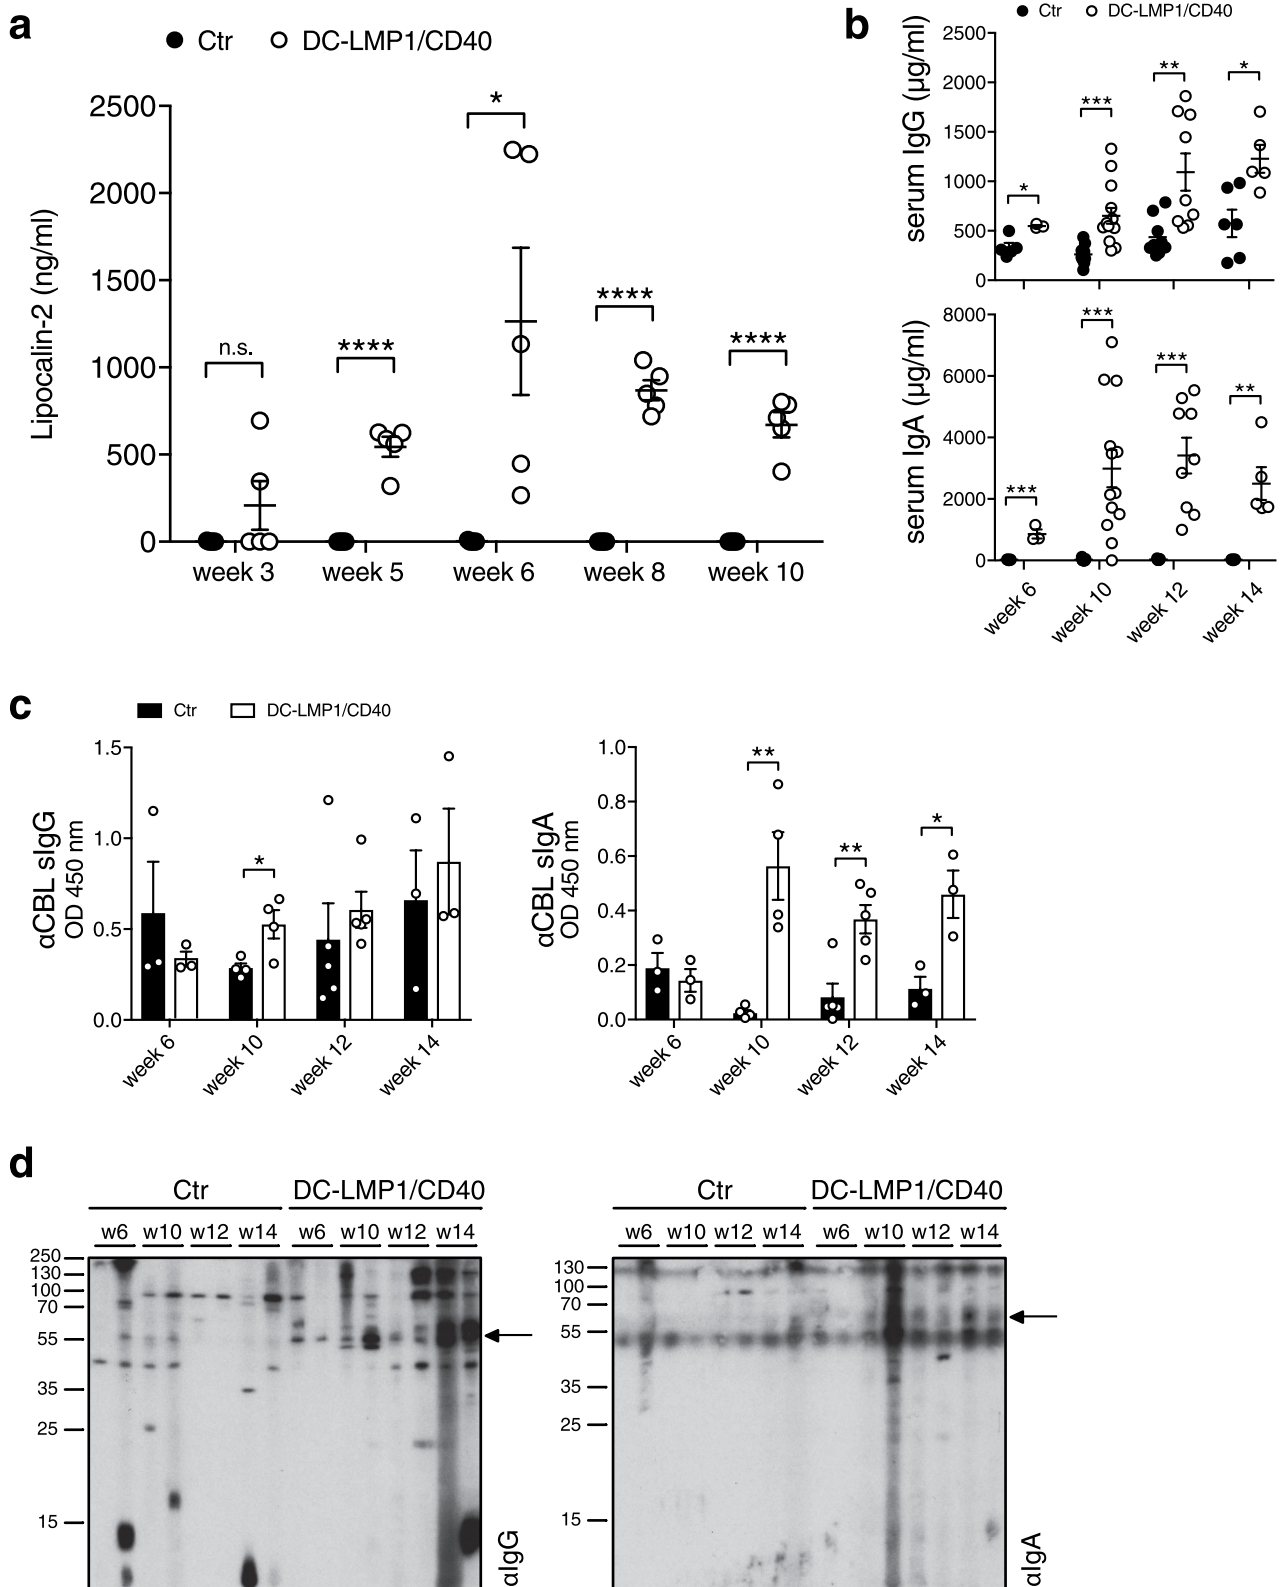 a
Ctr DC-LMP1/CD40
Lipocalin-2 (ng/ml)
2500
2000
1500
1000
500
0
n.s.
****
*
****
****
week 3 week 5 week 6 week 8 week 10
b
Ctr DC-LMP1/CD40
serum IgG (µg/ml)
2500
2000
1500
1000
500
0
*
***
**
*
serum IgA (µg/ml)
8000
6000
4000
2000
0
***
***
***
**
week 6 week 10 week 12 week 14
c
Ctr DC-LMP1/CD40
αCBL sIgG
OD 450 nm
1.5
1.0
0.5
0.0
*
week 6 week 10 week 12 week 14
αCBL sIgA
OD 450 nm
1.0
0.8
0.6
0.4
0.2
0.0
**
**
*
week 6 week 10 week 12 week 14
d
Ctr DC-LMP1/CD40
w6 w10 w12 w14 w6 w10 w12 w14
250
130
100
70
55
35
25
15
αIgG
Ctr DC-LMP1/CD40
w6 w10 w12 w14 w6 w10 w12 w14
130
100
70
55
35
25
15
αIgA